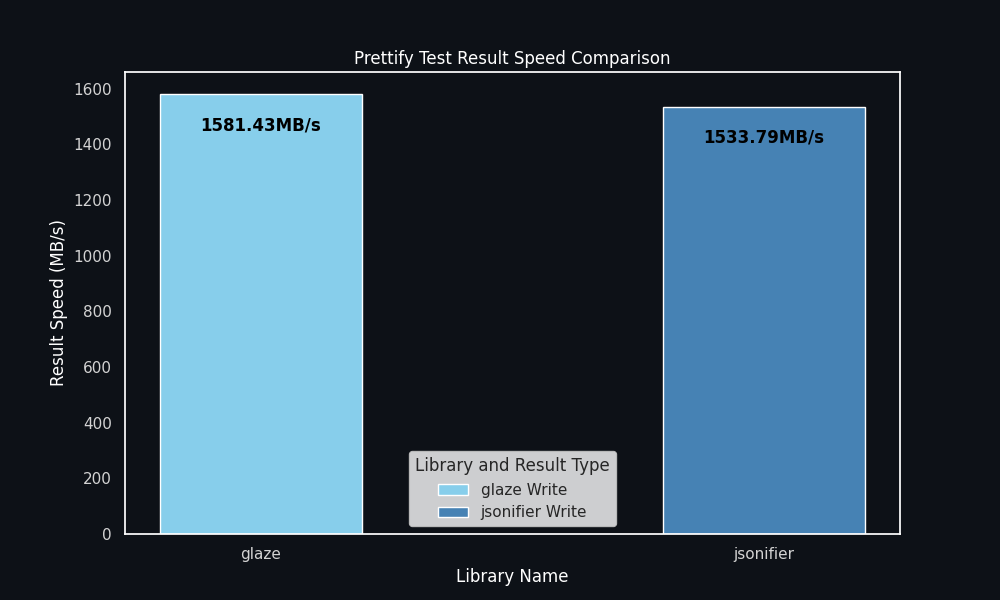 Prettify Test Result Speed Comparison
1600
1400
1200
1000
800
600
400
200
0
Result Speed (MB/s)
1581.43MB/s
1533.79MB/s
Library and Result Type
glaze Write
jsonifier Write
glaze
jsonifier
Library Name